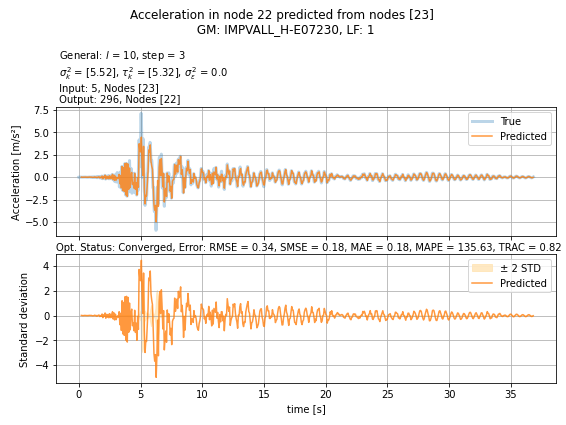 Acceleration in node 22 predicted from nodes [23]
GM: IMPVALL_H-E07230, LF: 1
General: l = 10, step = 3
σ²ₖ = [5.52], τ²ₖ = [5.32], σ²ε = 0.0
Input: 5, Nodes [23]
Output: 296, Nodes [22]
7.5
5.0
2.5
0.0
−2.5
−5.0
Acceleration [m/s²]
True
Predicted
Opt. Status: Converged, Error: RMSE = 0.34, SMSE = 0.18, MAE = 0.18, MAPE = 135.63, TRAC = 0.82
4
2
0
−2
−4
Standard deviation
± 2 STD
Predicted
0 5 10 15 20 25 30 35
time [s]